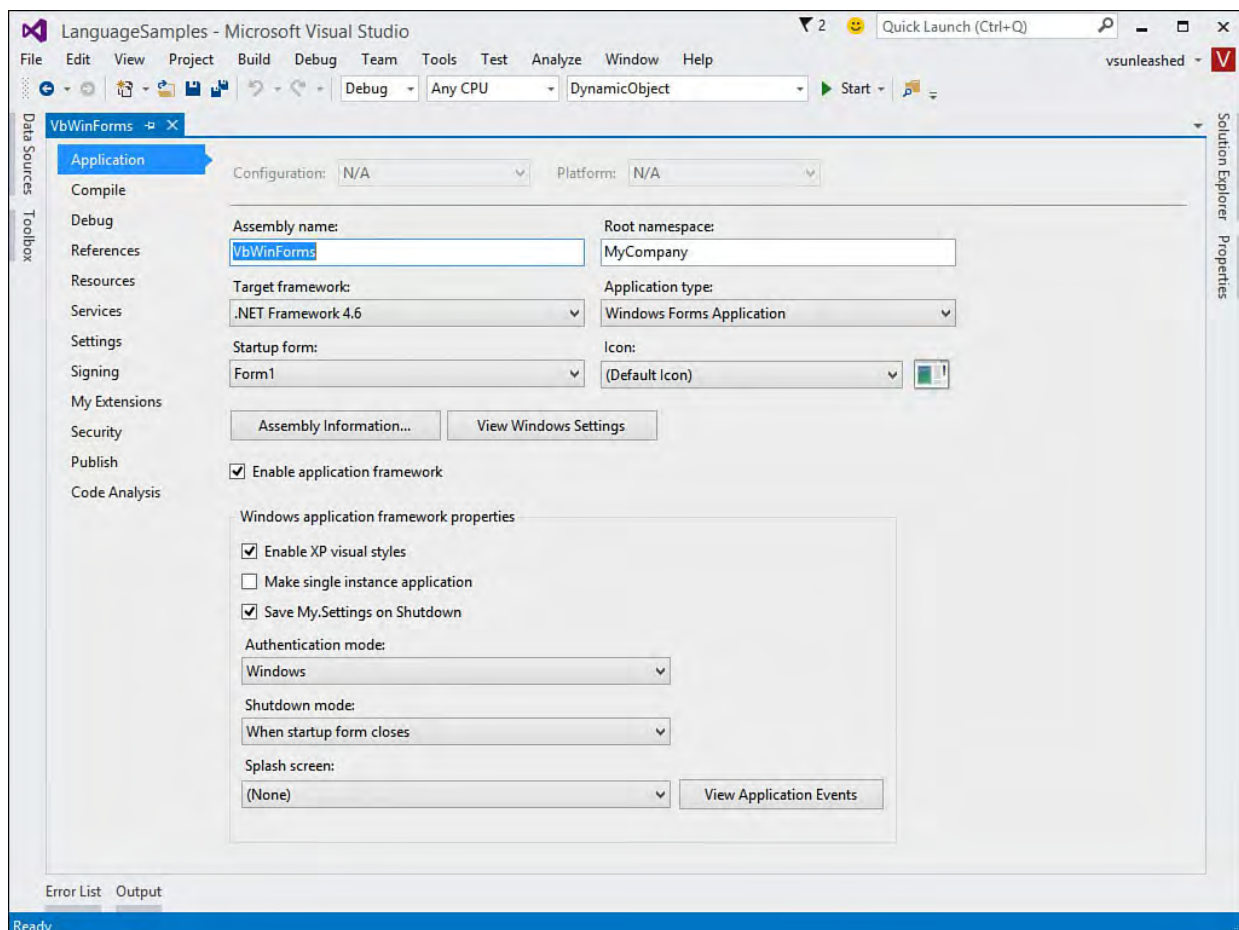 LanguageSamples - Microsoft Visual Studio
2
Quick Launch (Ctrl+Q)
File Edit View Project Build Debug Team Tools Test Analyze Window Help
vsunleashed
V
Debug
Any CPU
DynamicObject
Start
Data Sources
Toolbox
VbWinForms
Solution Explorer
Properties
Application
Compile
Debug
References
Resources
Services
Settings
Signing
My Extensions
Security
Publish
Code Analysis
Configuration: N/A
Platform: N/A
Assembly name:
VbWinForms
Root namespace:
MyCompany
Target framework:
.NET Framework 4.6
Application type:
Windows Forms Application
Startup form:
Form1
Icon:
(Default Icon)
Assembly Information...
View Windows Settings
Enable application framework
Windows application framework properties
Enable XP visual styles
Make single instance application
Save My.Settings on Shutdown
Authentication mode:
Windows
Shutdown mode:
When startup form closes
Splash screen:
(None)
View Application Events
Error List Output
Ready